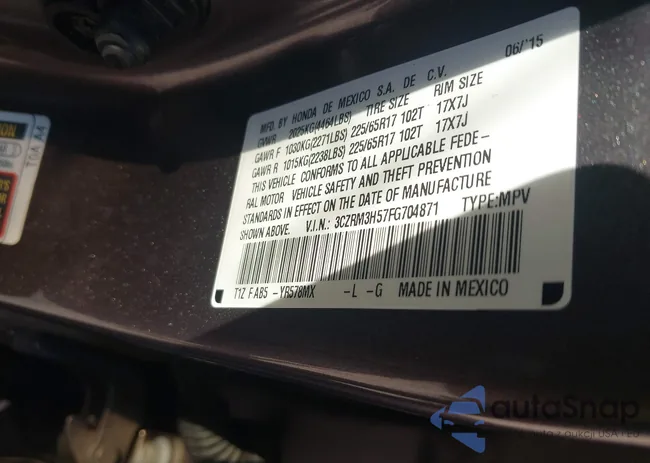 06/'15
MFD. BY HONDA DE MEXICO S.A. DE C.V.
GVWR 2025KG(4464LBS) TIRE SIZE RIM SIZE
GAWR F 1030KG(2271LBS) 225/65R17 102T 17X7J
GAWR R 1015KG(2238LBS) 225/65R17 102T 17X7J
THIS VEHICLE CONFORMS TO ALL APPLICABLE FEDE-
RAL MOTOR VEHICLE SAFETY AND THEFT PREVENTION
STANDARDS IN EFFECT ON THE DATE OF MANUFACTURE
SHOWN ABOVE. V.I.N.: 3CZRM3H57FG704871 TYPE:MPV
T1Z FAB5 -YR578MX -L -G MADE IN MEXICO
T0A A4
autoSnap